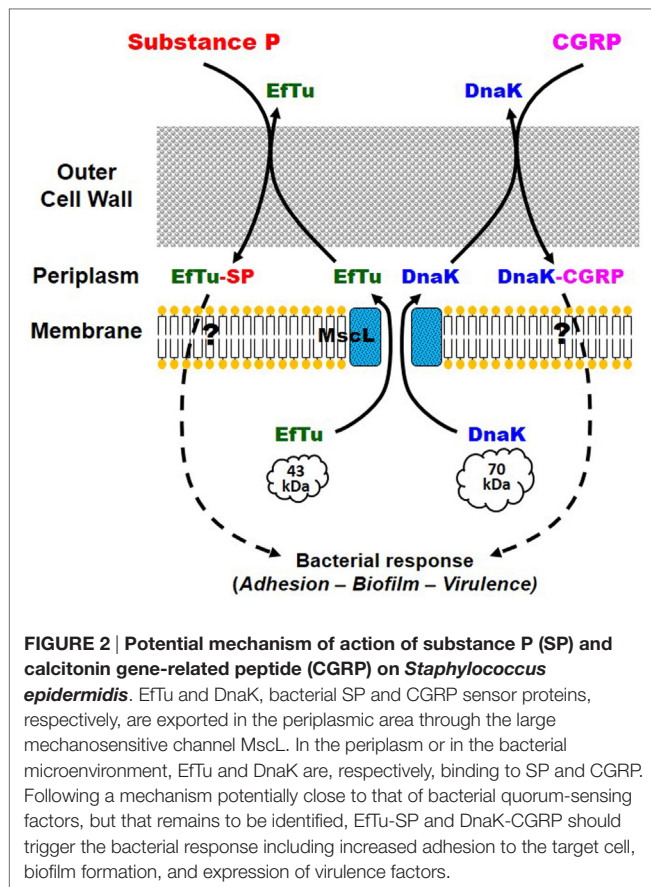 Substance P
CGRP
EfTu
DnaK
Outer
Cell Wall
Periplasm
EfTu-SP
EfTu
DnaK
DnaK-CGRP
Membrane
?
MscL
?
EfTu
DnaK
43
kDa
70
kDa
Bacterial response
(Adhesion – Biofilm – Virulence)
FIGURE 2 | Potential mechanism of action of substance P (SP) and
calcitonin gene-related peptide (CGRP) on Staphylococcus
epidermidis. EfTu and DnaK, bacterial SP and CGRP sensor proteins,
respectively, are exported in the periplasmic area through the large
mechanosensitive channel MscL. In the periplasm or in the bacterial
microenvironment, EfTu and DnaK are, respectively, binding to SP and CGRP.
Following a mechanism potentially close to that of bacterial quorum-sensing
factors, but that remains to be identified, EfTu-SP and DnaK-CGRP should
trigger the bacterial response including increased adhesion to the target cell,
biofilm formation, and expression of virulence factors.